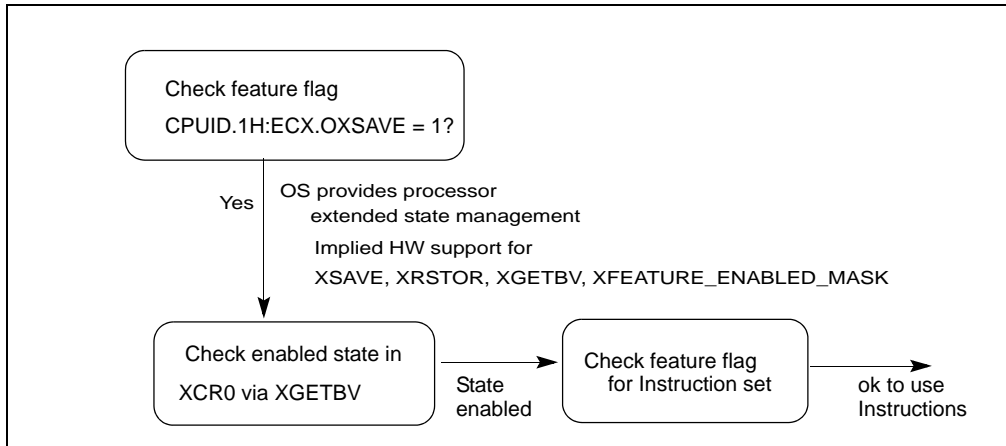 Check feature flag
CPUID.1H:ECX.OXSAVE = 1?
Yes
OS provides processor
extended state management
Implied HW support for
XSAVE, XRSTOR, XGETBV, XFEATURE_ENABLED_MASK
Check enabled state in
XCR0 via XGETBV
State
enabled
Check feature flag
for Instruction set
ok to use
Instructions